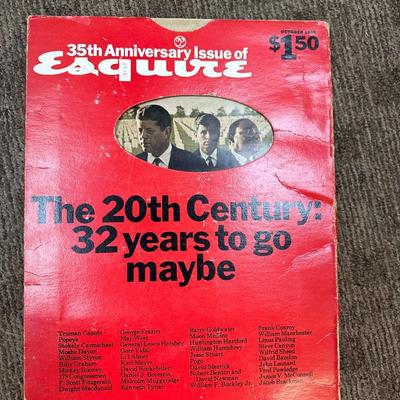 35th Anniversary Issue of
Esquire
OCTOBER
$1.50
The 20th Century:
32 years to go
maybe
Truman Capote
Popeye
Stokely Carmichael
Moshe Dayan
William Styron
Billy Graham
Mickey Rooney
173 Congressmen
F. Scott Fitzgerald
Dwight Macdonald
George Frazier
Mae West
General Lewis Hershey
Gore Vidal
Li'l Abner
Karl Marx
David Rockefeller
Daniel J. Boorstin
Malcolm Muggeridge
Kenneth Tynan
Barry Goldwater
Moon Mullins
Huntington Hartford
William Humphrey
Jesse Stuart
Pogo
David Merrick
Robert Benton and
David Newman
William F. Buckley Jr.
Frank Conroy
William Manchester
Linus Pauling
Steve Canyon
Wilfrid Sheed
David Bazelon
John Leonard
Fred Powledge
James V. McConnell
Jacob Brackman